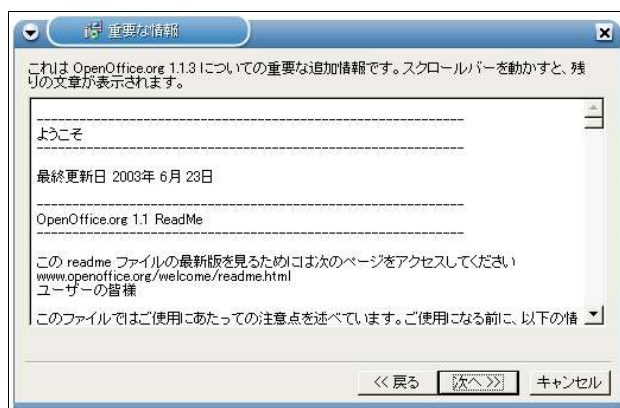 重要な情報
これは OpenOffice.org 1.1.3 についての重要な追加情報です。スクロールバーを動かすと、残
りの文章が表示されます。
------------------------------------------------------------
ようこそ
------------------------------------------------------------
最終更新日 2003年 6月 23日
------------------------------------------------------------
OpenOffice.org 1.1 ReadMe
------------------------------------------------------------
この readme ファイルの最新版を見るためには次のページをアクセスしてください
www.openoffice.org/welcome/readme.html
ユーザーの皆様
このファイルではご使用にあたっての注意点を述べています。ご使用になる前に、以下の情
<< 戻る
次へ >>
キャンセル